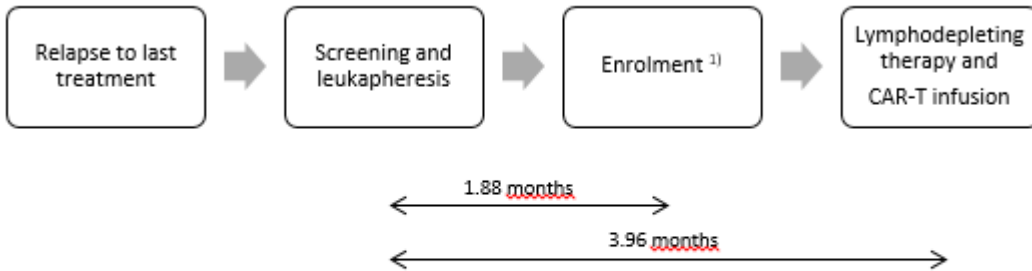 Relapse to last
treatment
Screening and
leukapheresis
Enrolment 1)
Lymphodepleting
therapy and
CAR-T infusion
1.88 months
3.96 months